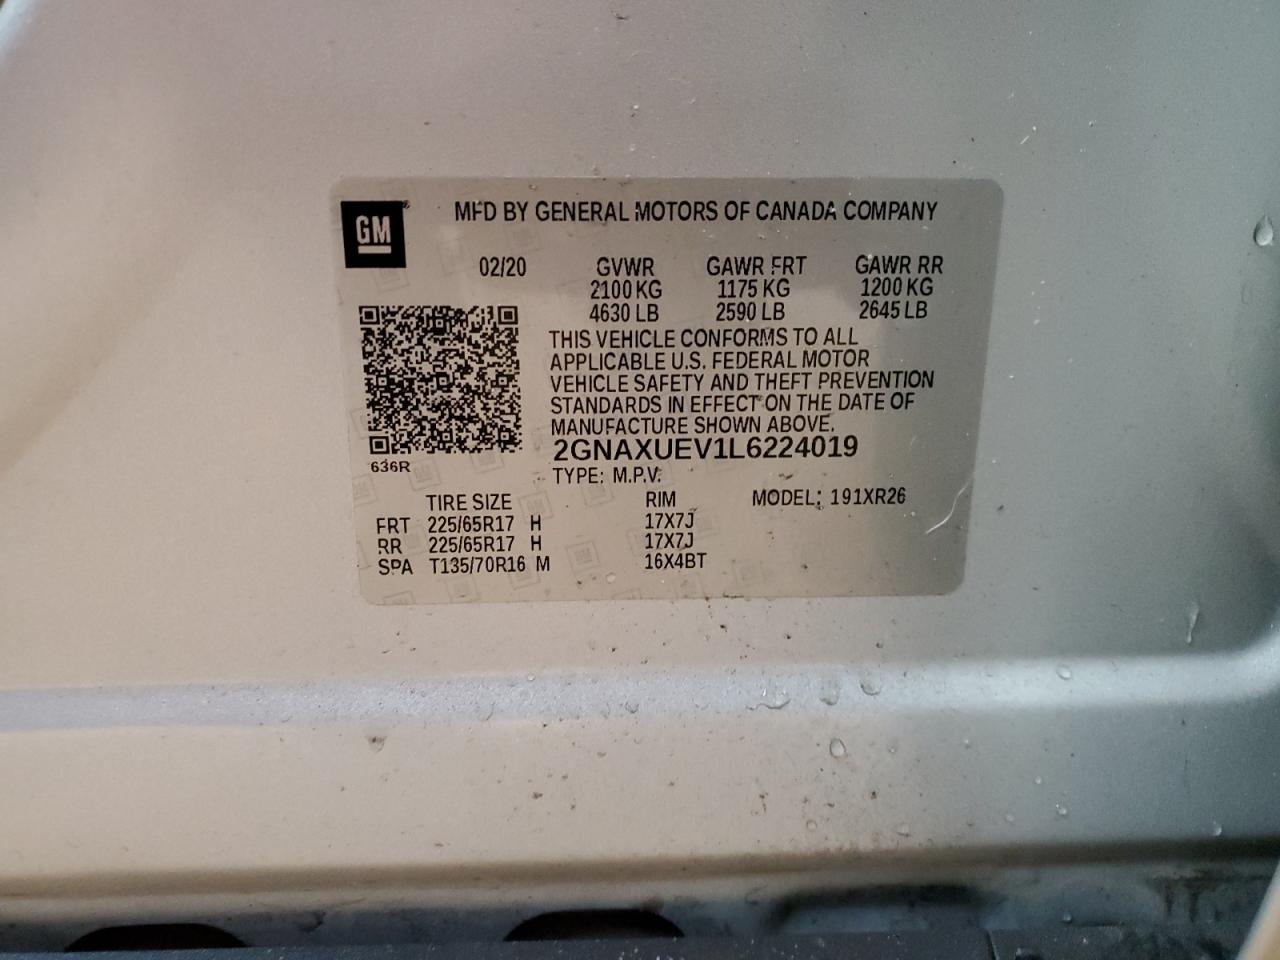 GM
MFD BY GENERAL MOTORS OF CANADA COMPANY
02/20 GVWR GAWR FRT GAWR RR
2100 KG 1175 KG 1200 KG
4630 LB 2590 LB 2645 LB
THIS VEHICLE CONFORMS TO ALL
APPLICABLE U.S. FEDERAL MOTOR
VEHICLE SAFETY AND THEFT PREVENTION
STANDARDS IN EFFECT ON THE DATE OF
MANUFACTURE SHOWN ABOVE.
2GNAXUEV1L6224019
636R
TYPE: M.P.V.
TIRE SIZE RIM MODEL: 191XR26
FRT 225/65R17 H 17X7J
RR 225/65R17 H 17X7J
SPA T135/70R16 M 16X4BT